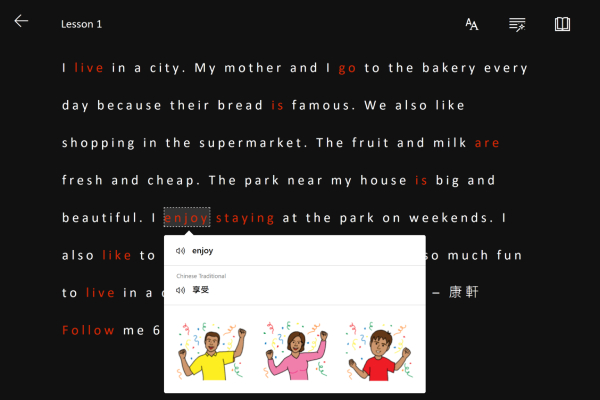 Lesson 1
I live in a city. My mother and I go to the bakery every
day because their bread is famous. We also like
shopping in the supermarket. The fruit and milk are
fresh and cheap. The park near my house is big and
beautiful. I enjoy staying at the park on weekends. I
also like to so much fun
to live in a – 康軒
Follow me 6
enjoy
Chinese Traditional
享受